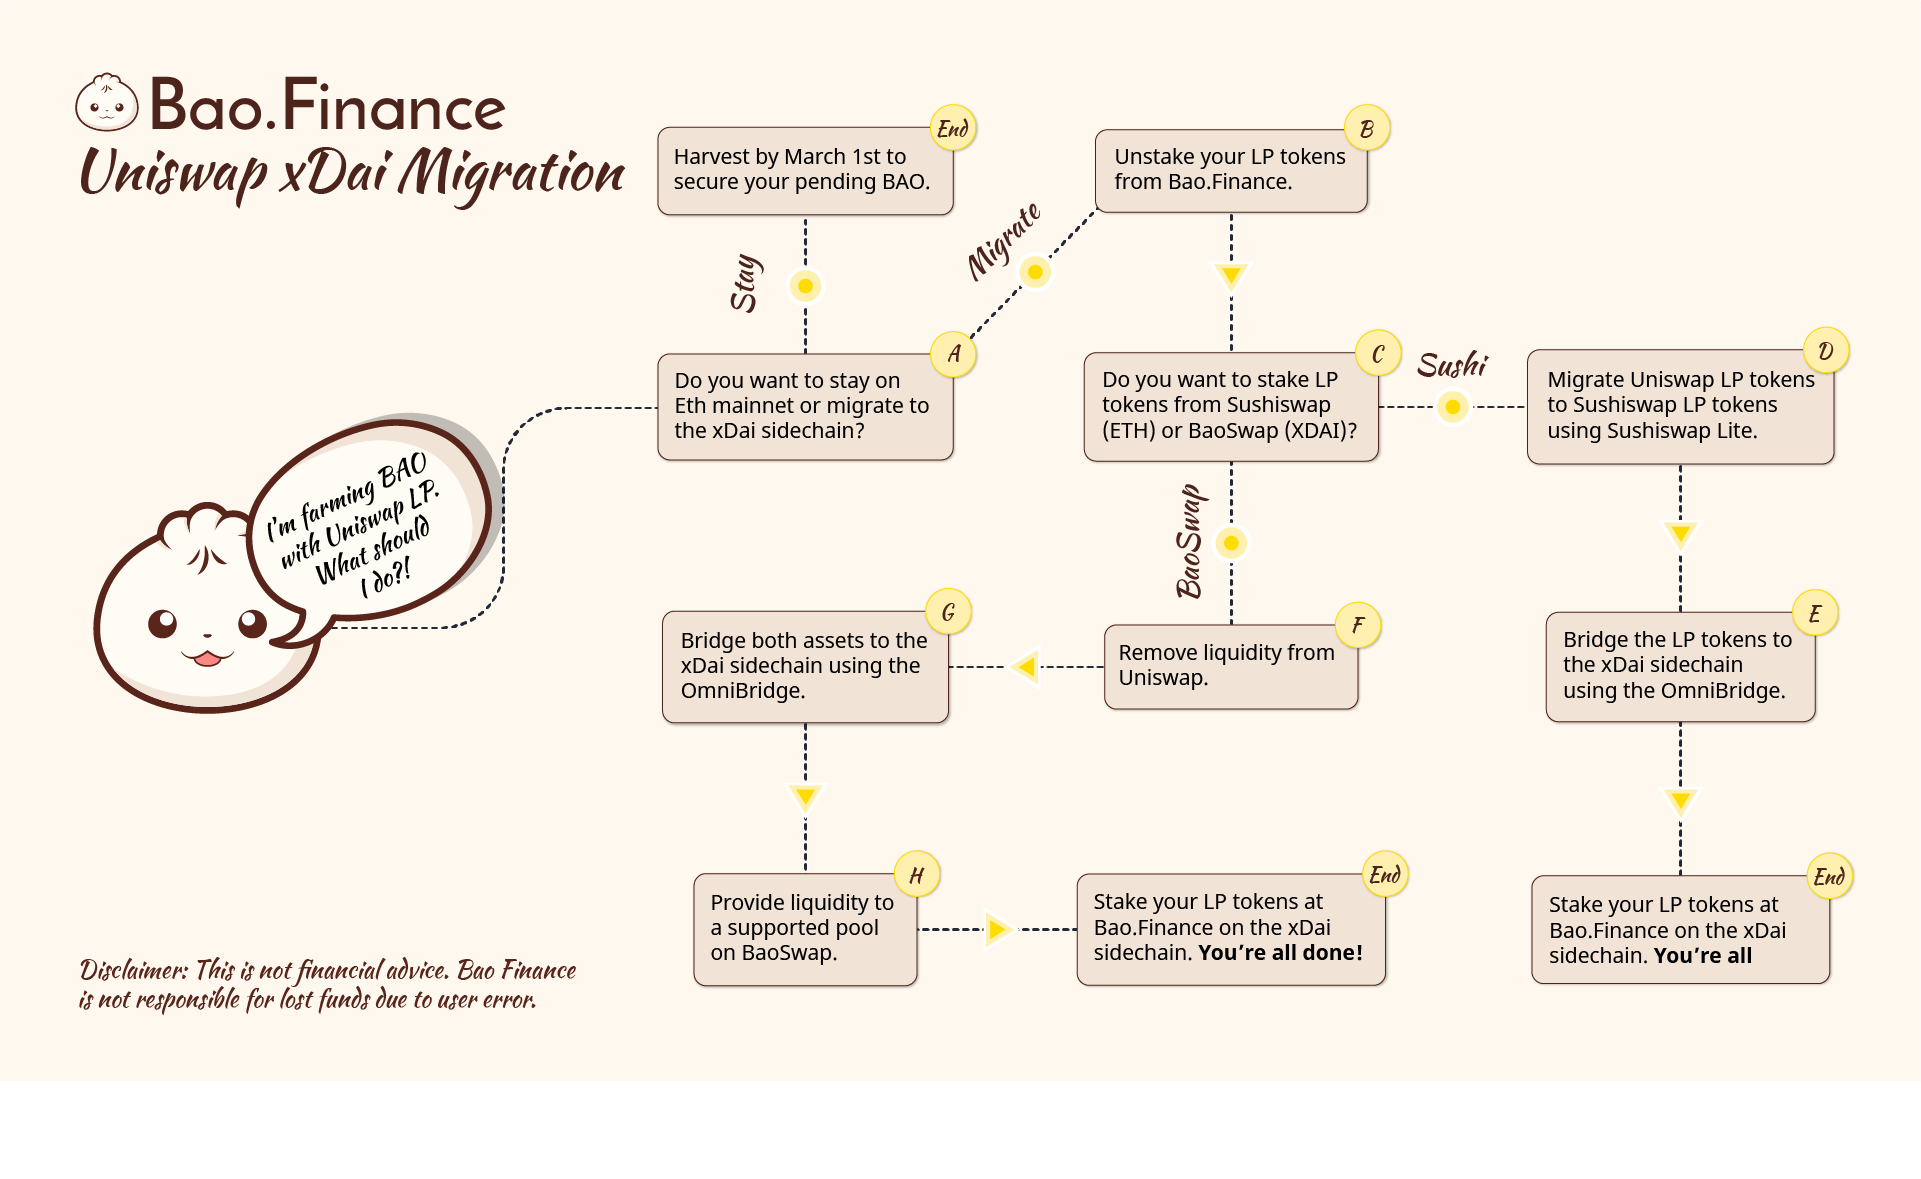 Bao.Finance
Uniswap xDai Migration
End
Harvest by March 1st to
secure your pending BAO.
B
Unstake your LP tokens
from Bao.Finance.
Stay
Migrate
A
Do you want to stay on
Eth mainnet or migrate to
the xDai sidechain?
C
Do you want to stake LP
tokens from Sushiswap
(ETH) or BaoSwap (XDAI)?
Sushi
D
Migrate Uniswap LP tokens
to Sushiswap LP tokens
using Sushiswap Lite.
I'm farming BAO
with Uniswap LP.
What should
I do?!
BaoSwap
G
Bridge both assets to the
xDai sidechain using the
OmniBridge.
F
Remove liquidity from
Uniswap.
E
Bridge the LP tokens to
the xDai sidechain
using the OmniBridge.
H
Provide liquidity to
a supported pool
on BaoSwap.
End
Stake your LP tokens at
Bao.Finance on the xDai
sidechain. You’re all done!
End
Stake your LP tokens at
Bao.Finance on the xDai
sidechain. You’re all
Disclaimer: This is not financial advice. Bao Finance
is not responsible for lost funds due to user error.